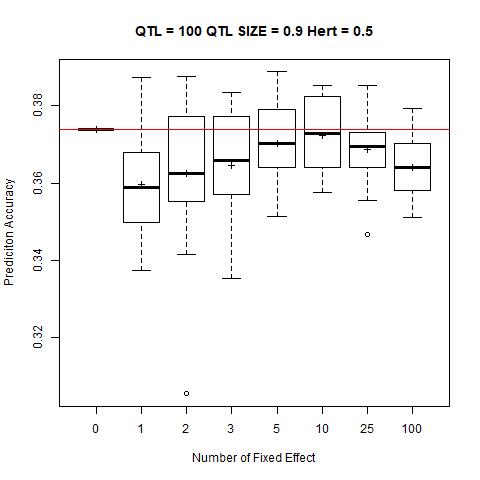 QTL = 100 QTL SIZE = 0.9 Hert = 0.5
0.38
0.36
0.34
0.32
Prediciton Accuracy
0 1 2 3 5 10 25 100
Number of Fixed Effect